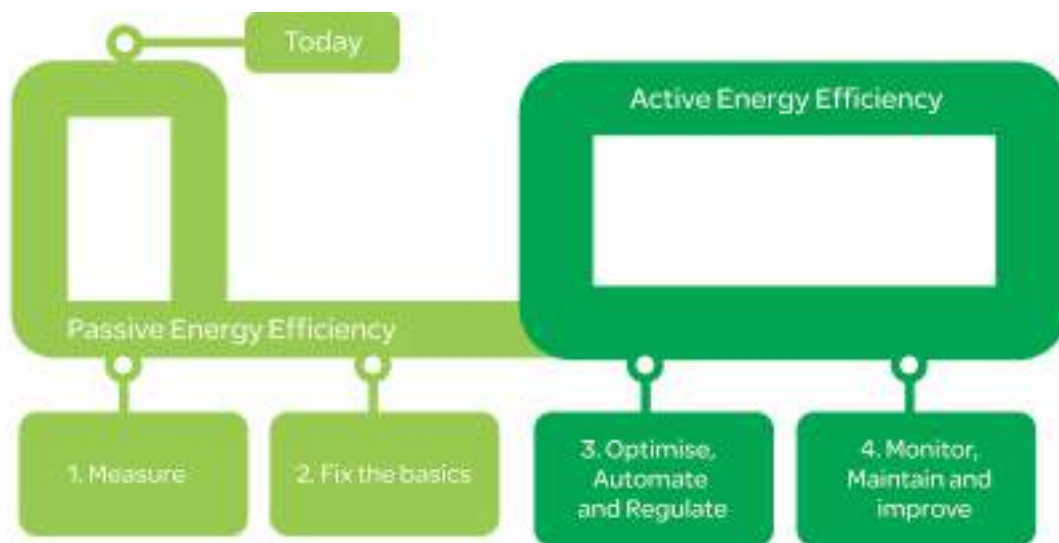 Today
Active Energy Efficiency
Passive Energy Efficiency
1. Measure
2. Fix the basics
3. Optimise,
Automate
and Regulate
4. Monitor,
Maintain and
improve